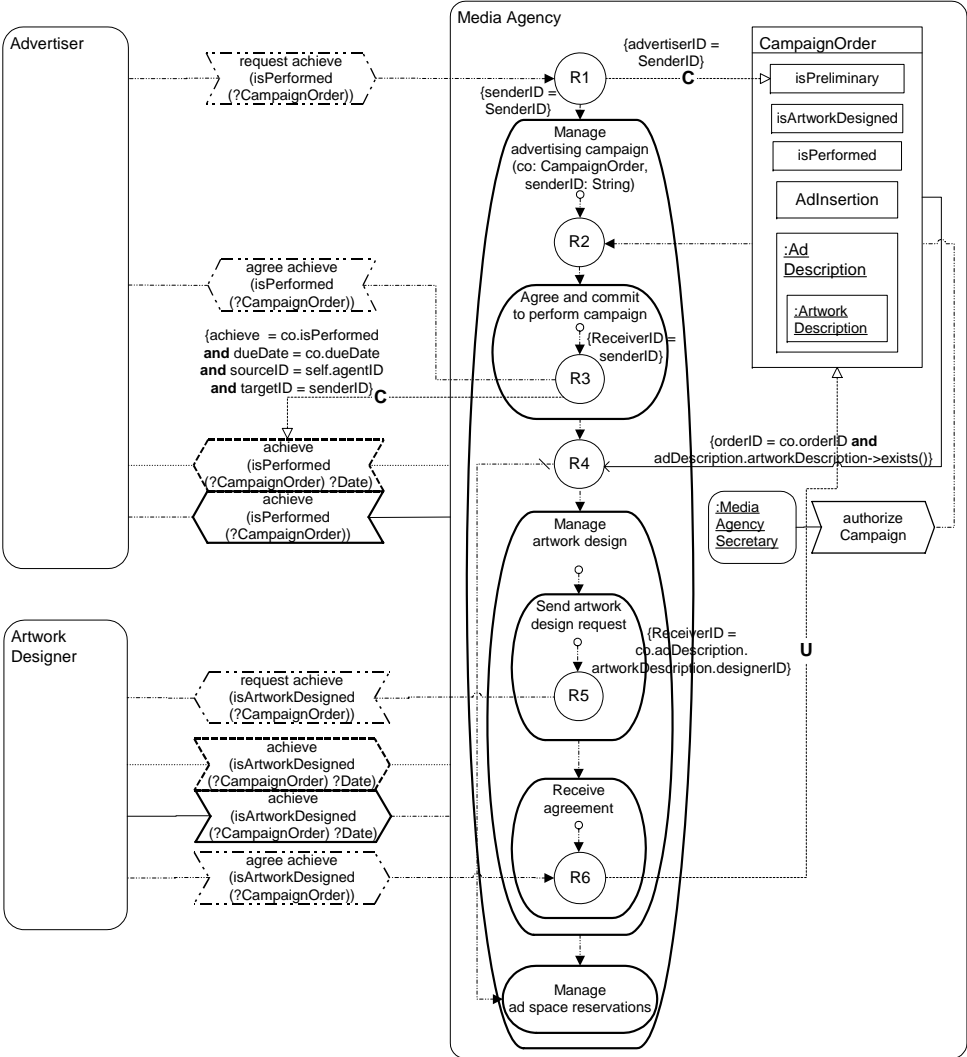 Media Agency
Advertiser
request achieve
(isPerformed
(?CampaignOrder))
R1
{advertiserID =
SenderID}
C
{senderID =
SenderID}
CampaignOrder
isPreliminary
isArtworkDesigned
isPerformed
AdInsertion
:Ad
Description
:Artwork
Description
Manage
advertising campaign
(co: CampaignOrder,
senderID: String)
R2
agree achieve
(isPerformed
(?CampaignOrder))
Agree and commit
to perform campaign
{ReceiverID =
senderID}
R3
{achieve = co.isPerformed
and dueDate = co.dueDate
and sourceID = self.agentID
and targetID = senderID}
C
achieve
(isPerformed
(?CampaignOrder) ?Date)
achieve
(isPerformed
(?CampaignOrder))
R4
{orderID = co.orderID and
adDescription.artworkDescription->exists()}
:Media
Agency
Secretary
authorize
Campaign
Manage
artwork design
Artwork
Designer
Send artwork
design request
{ReceiverID =
co.adDescription.
artworkDescription.designerID}
U
R5
request achieve
(isArtworkDesigned
(?CampaignOrder))
achieve
(isArtworkDesigned
(?CampaignOrder) ?Date)
achieve
(isArtworkDesigned
(?CampaignOrder) ?Date)
Receive
agreement
R6
agree achieve
(isArtworkDesigned
(?CampaignOrder))
Manage
ad space reservations